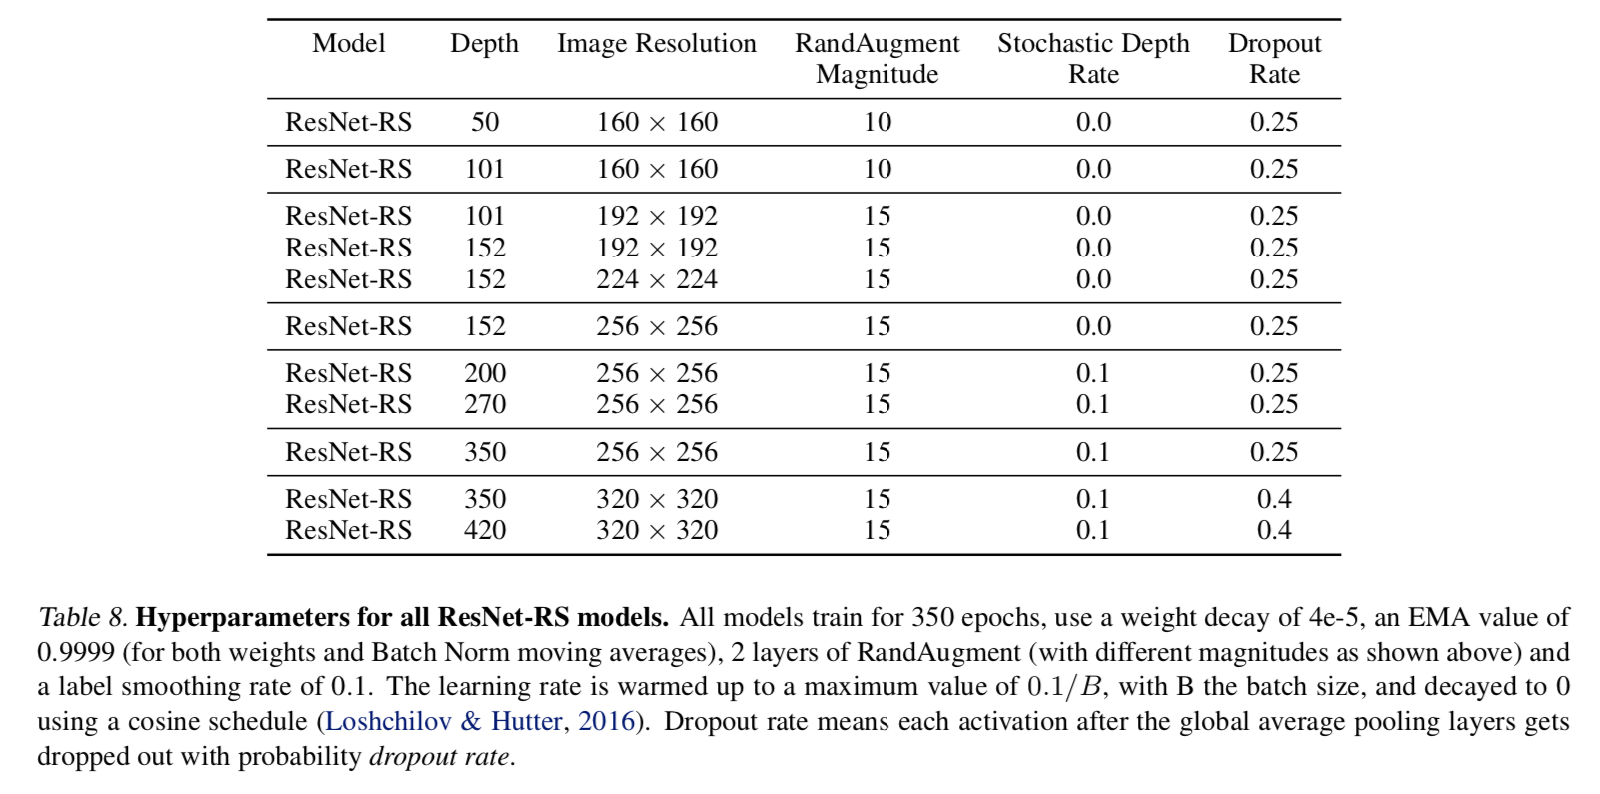 Model Depth Image Resolution RandAugment Stochastic Depth Dropout
Magnitude Rate Rate
ResNet-RS 50 160 × 160 10 0.0 0.25
ResNet-RS 101 160 × 160 10 0.0 0.25
ResNet-RS 101 192 × 192 15 0.0 0.25
ResNet-RS 152 192 × 192 15 0.0 0.25
ResNet-RS 152 224 × 224 15 0.0 0.25
ResNet-RS 152 256 × 256 15 0.0 0.25
ResNet-RS 200 256 × 256 15 0.1 0.25
ResNet-RS 270 256 × 256 15 0.1 0.25
ResNet-RS 350 256 × 256 15 0.1 0.25
ResNet-RS 350 320 × 320 15 0.1 0.4
ResNet-RS 420 320 × 320 15 0.1 0.4
Table 8. Hyperparameters for all ResNet-RS models. All models train for 350 epochs, use a weight decay of 4e-5, an EMA value of
0.9999 (for both weights and Batch Norm moving averages), 2 layers of RandAugment (with different magnitudes as shown above) and
a label smoothing rate of 0.1. The learning rate is warmed up to a maximum value of 0.1/B, with B the batch size, and decayed to 0
using a cosine schedule (Loshchilov & Hutter, 2016). Dropout rate means each activation after the global average pooling layers gets
dropped out with probability dropout rate.